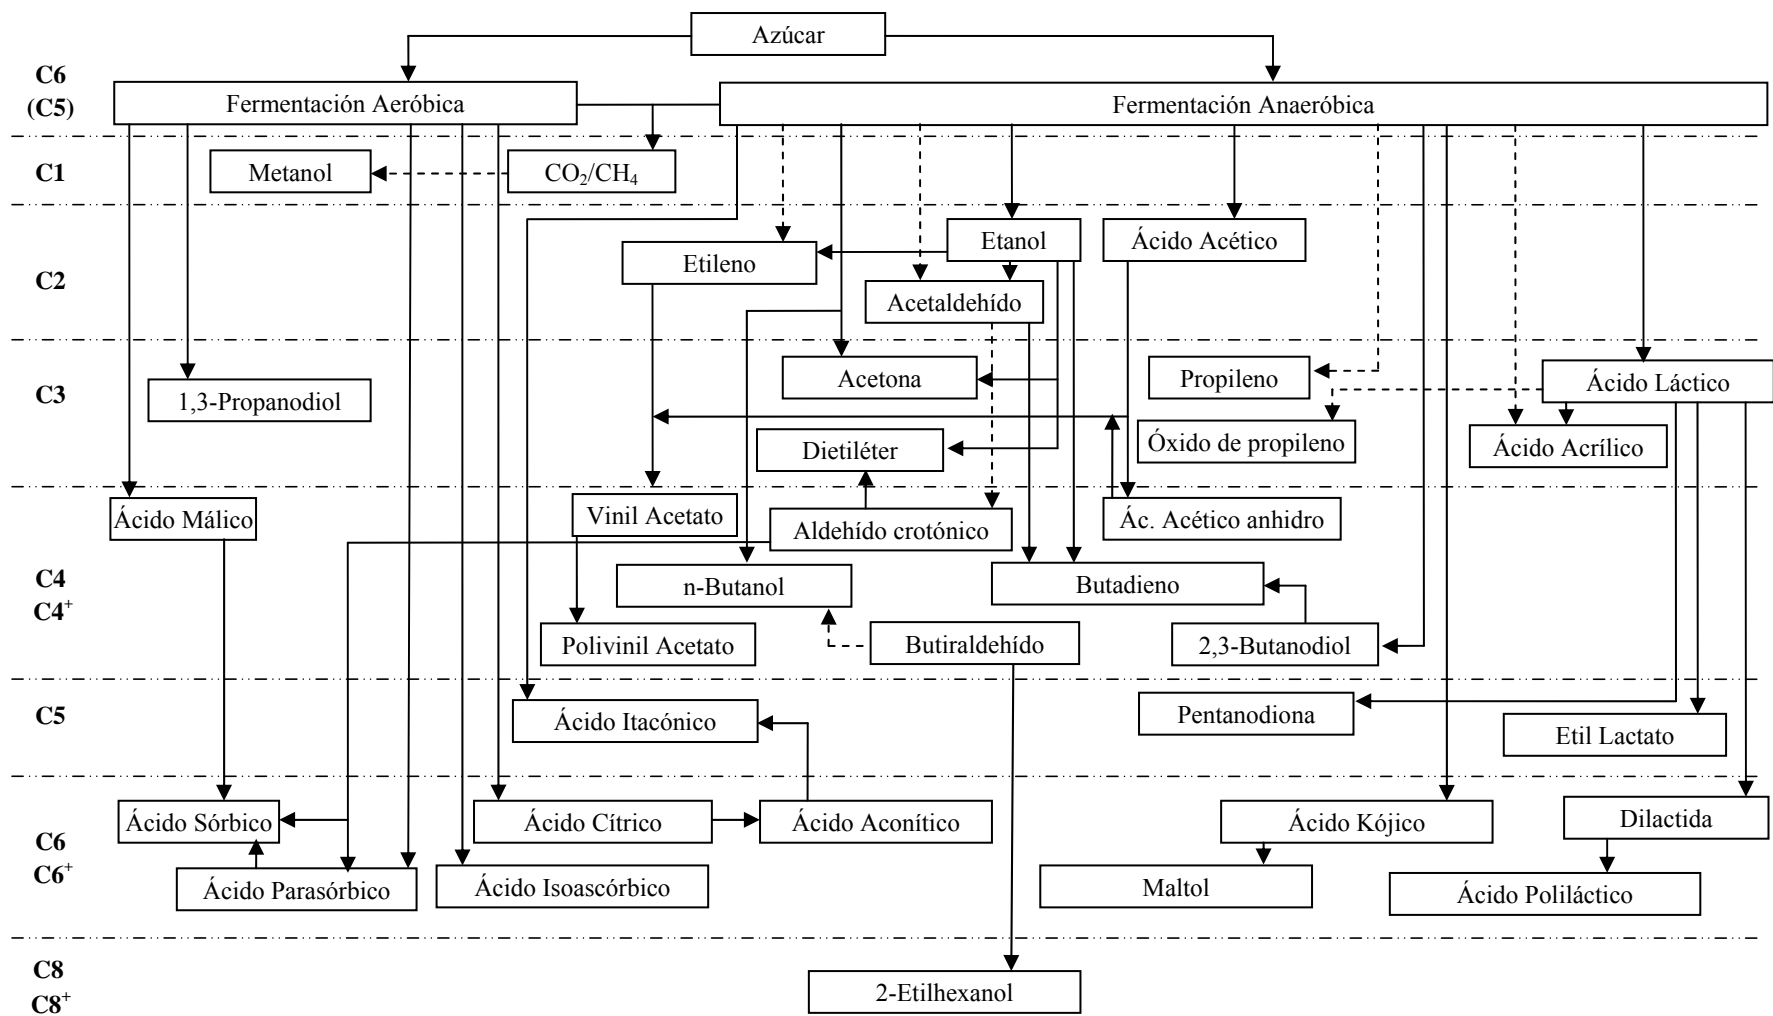 Azúcar
C6
(C5)
Fermentación Aeróbica
Fermentación Anaeróbica
C1
Metanol
CO₂/CH₄
C2
Etileno
Etanol
Ácido Acético
Acetaldehído
C3
1,3-Propanodiol
Acetona
Propileno
Ácido Láctico
Dietiléter
Óxido de propileno
Ácido Acrílico
C4
C4⁺
Ácido Málico
Vinil Acetato
Aldehído crotónico
Ác. Acético anhidro
n-Butanol
Butadieno
Polivinil Acetato
Butiraldehído
2,3-Butanodiol
C5
Ácido Itacónico
Pentanodiona
Etil Lactato
C6
C6⁺
Ácido Sórbico
Ácido Cítrico
Ácido Aconítico
Ácido Kójico
Dilactida
Ácido Parasórbico
Ácido Isoascórbico
Maltol
Ácido Poliláctico
C8
C8⁺
2-Etilhexanol